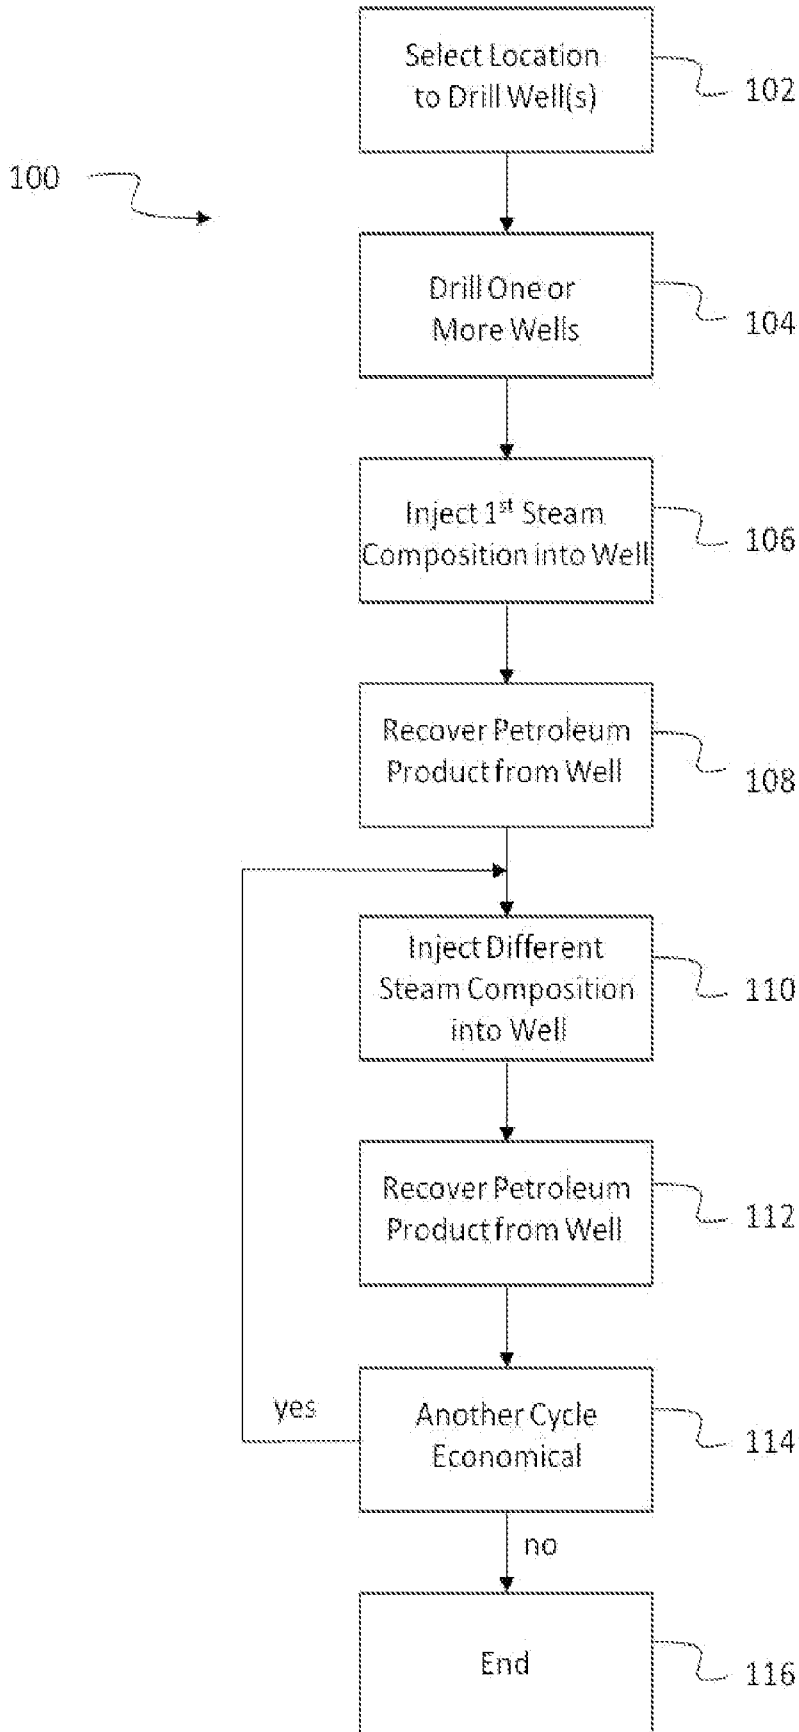 Select Location
to Drill Well(s)
102
100
Drill One or
More Wells
104
Inject 1st Steam
Composition into Well
106
Recover Petroleum
Product from Well
108
Inject Different
Steam Composition
into Well
110
Recover Petroleum
Product from Well
112
yes
Another Cycle
Economical
114
no
End
116